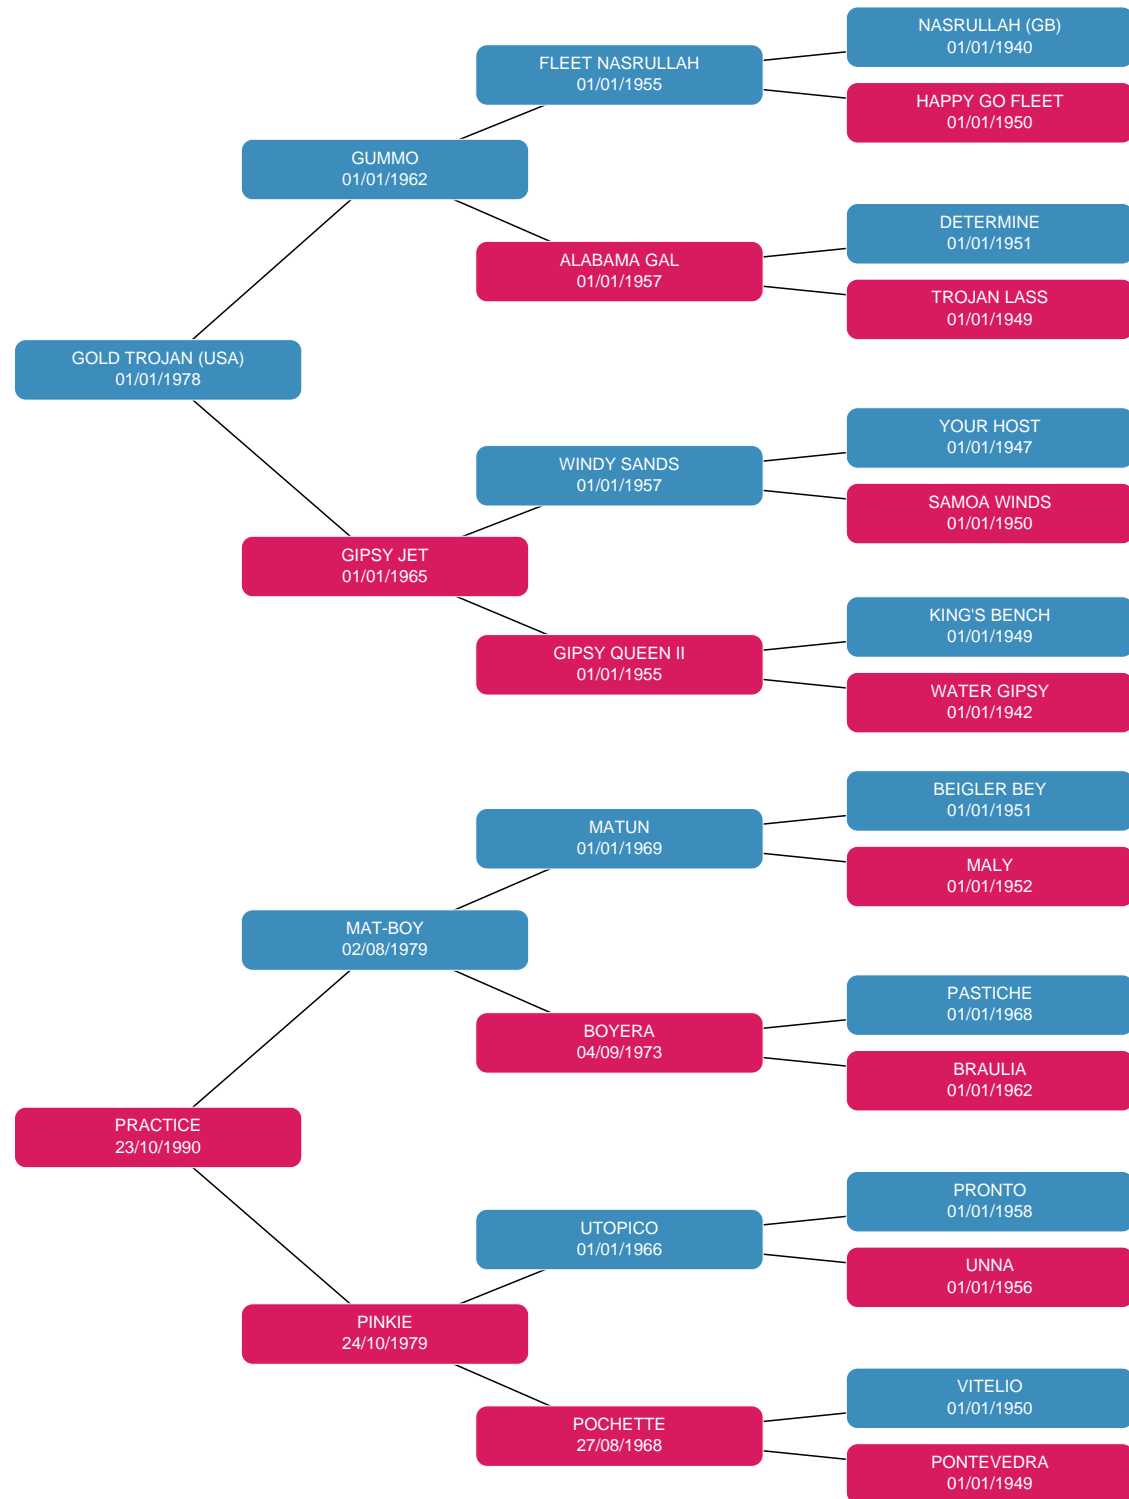 NASRULLAH (GB)
01/01/1940
FLEET NASRULLAH
01/01/1955
HAPPY GO FLEET
01/01/1950
GUMMO
01/01/1962
DETERMINE
01/01/1951
ALABAMA GAL
01/01/1957
TROJAN LASS
01/01/1949
GOLD TROJAN (USA)
01/01/1978
YOUR HOST
01/01/1947
WINDY SANDS
01/01/1957
SAMOA WINDS
01/01/1950
GIPSY JET
01/01/1965
KING'S BENCH
01/01/1949
GIPSY QUEEN II
01/01/1955
WATER GIPSY
01/01/1942
BEIGLER BEY
01/01/1951
MATUN
01/01/1969
MALY
01/01/1952
MAT-BOY
02/08/1979
PASTICHE
01/01/1968
BOYERA
04/09/1973
BRAULIA
01/01/1962
PRACTICE
23/10/1990
PRONTO
01/01/1958
UTOPICO
01/01/1966
UNNA
01/01/1956
PINKIE
24/10/1979
VITELIO
01/01/1950
POCHETTE
27/08/1968
PONTEVEDRA
01/01/1949